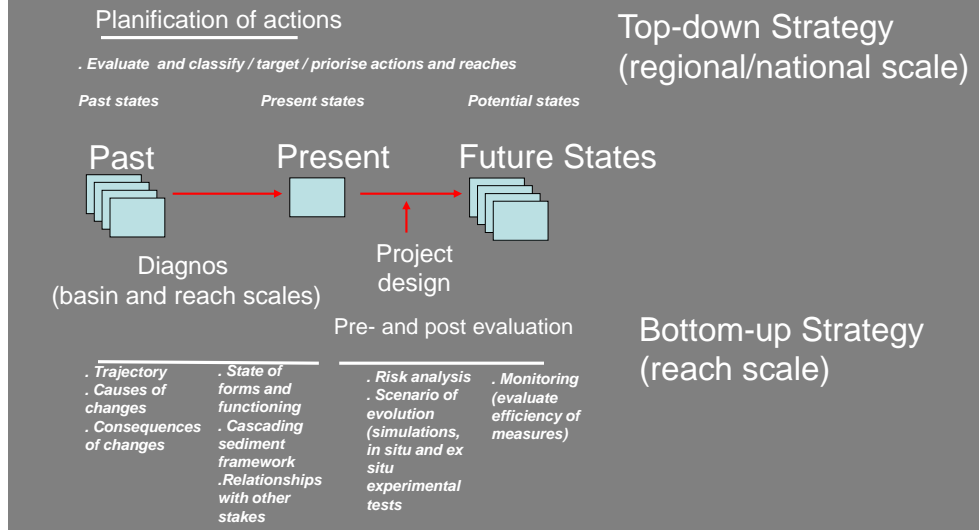 Planification of actions
Top-down Strategy
(regional/national scale)
. Evaluate and classify / target / priorise actions and reaches
Past states
Present states
Potential states
Past
Present
Future States
Project
design
Diagnos
(basin and reach scales)
Pre- and post evaluation
Bottom-up Strategy
(reach scale)
. Trajectory
. Causes of
changes
. Consequences
of changes
. State of
forms and
functioning
. Cascading
sediment
framework
.Relationships
with other
stakes
. Risk analysis
. Scenario of
evolution
(simulations,
in situ and ex
situ
experimental
tests
. Monitoring
(evaluate
efficiency of
measures)